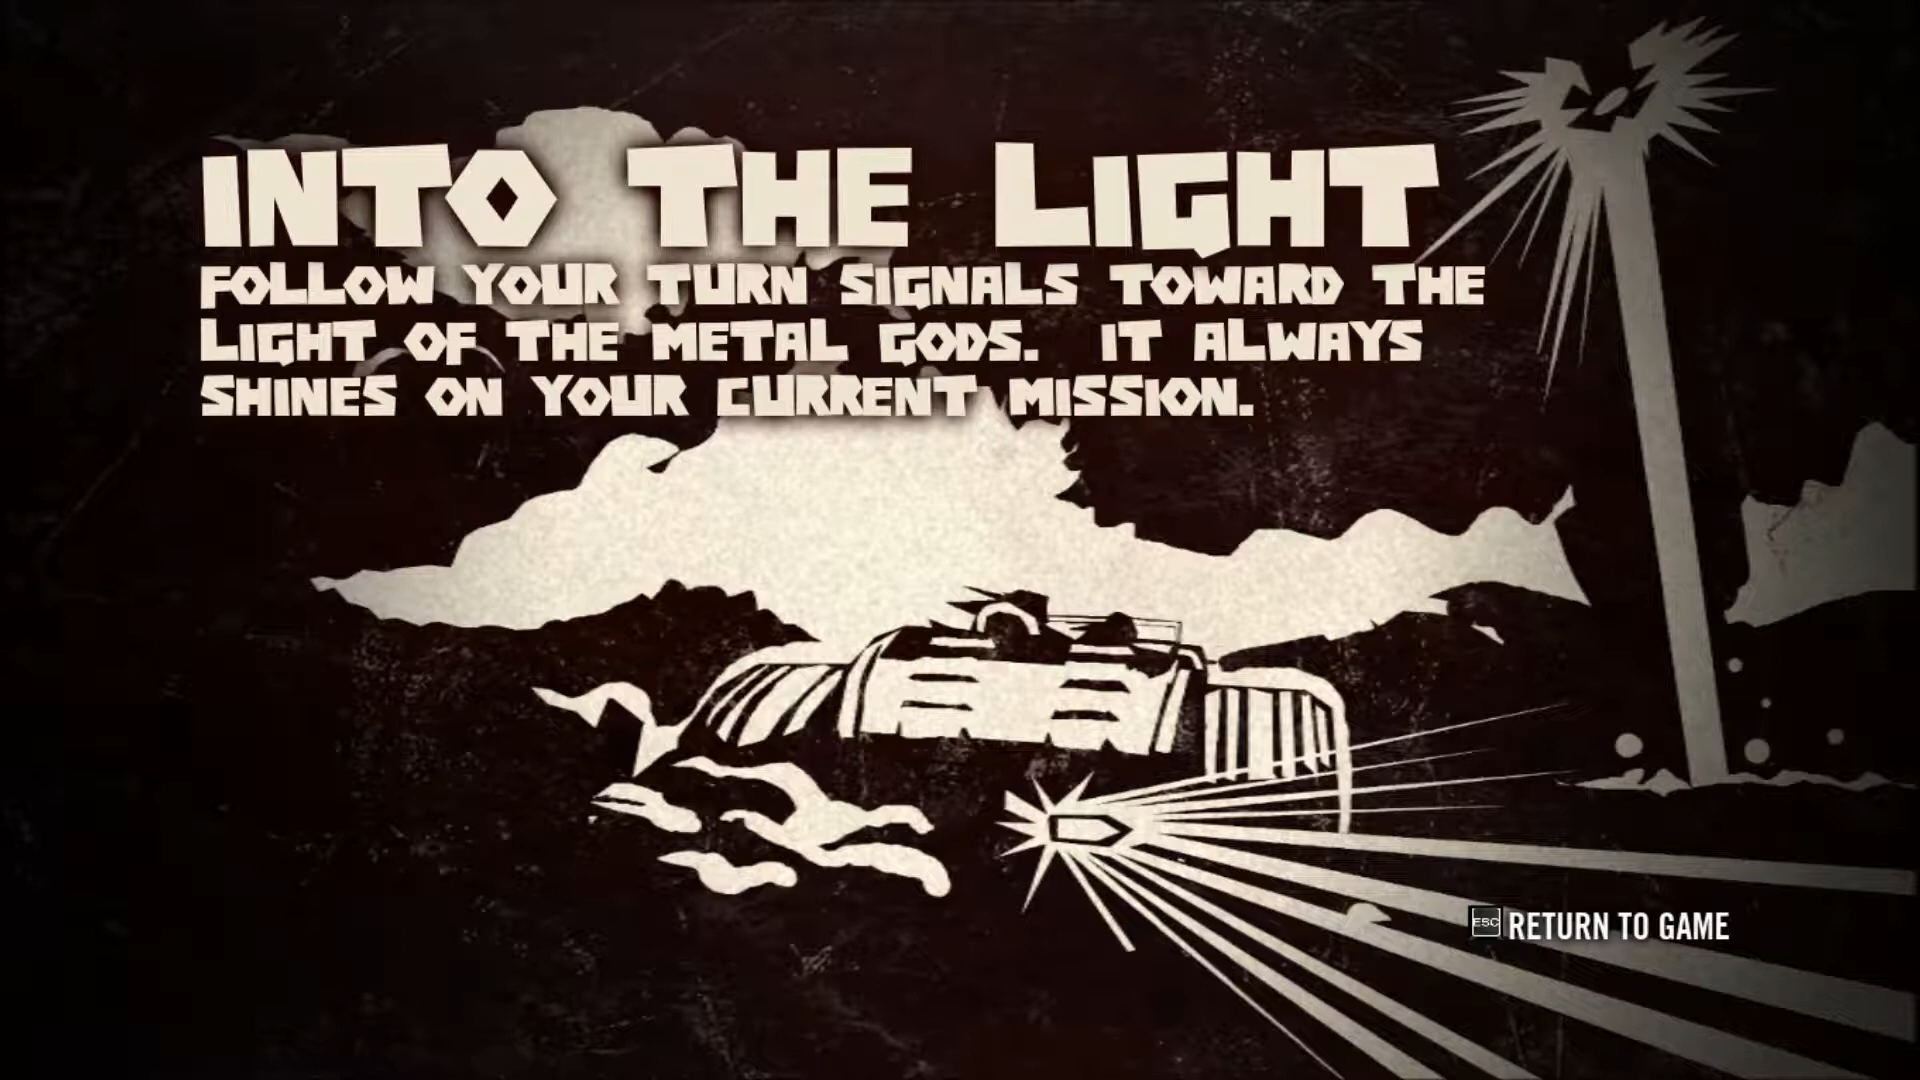 INTO THE LIGHT
FOLLOW YOUR TURN SIGNALS TOWARD THE
LIGHT OF THE METAL GODS. IT ALWAYS
SHINES ON YOUR CURRENT MISSION.
ESC RETURN TO GAME